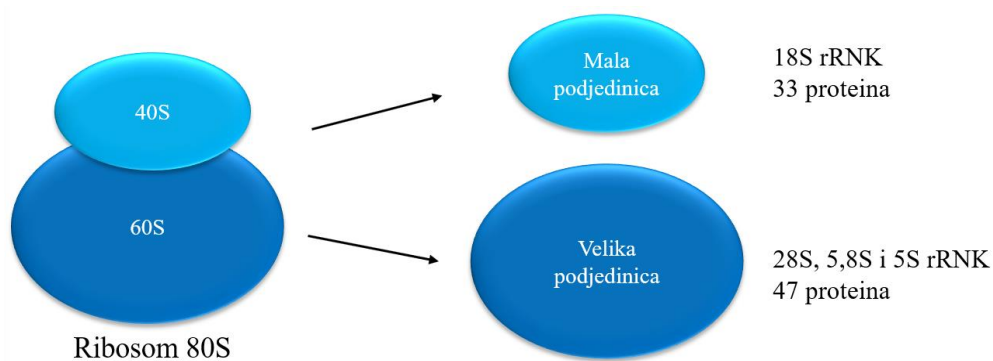 40S
60S
Ribosom 80S
Mala
podjedinica
18S rRNK
33 proteina
Velika
podjedinica
28S, 5,8S i 5S rRNK
47 proteina